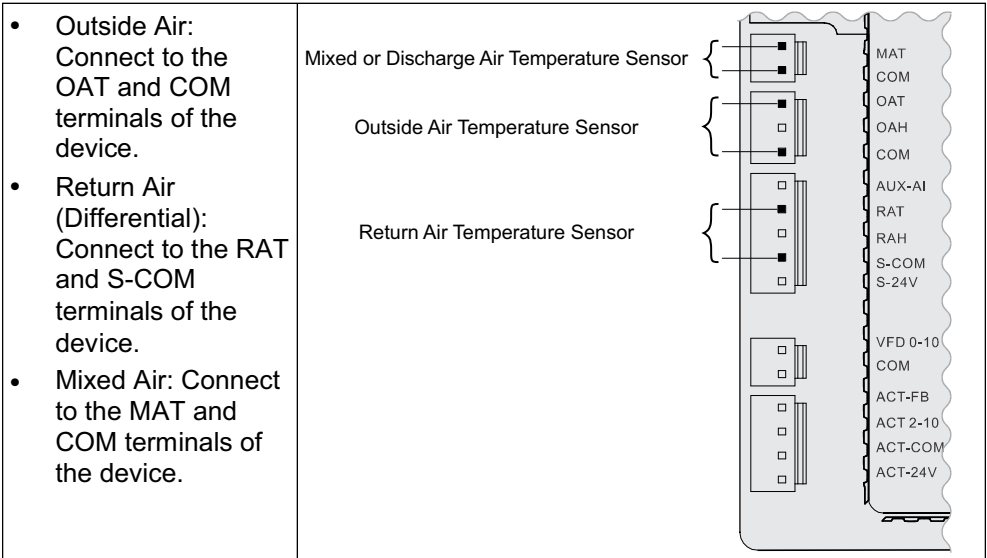 • Outside Air:
Connect to the
OAT and COM
terminals of the
device.
• Return Air
(Differential):
Connect to the RAT
and S-COM
terminals of the
device.
• Mixed Air: Connect
to the MAT and
COM terminals of
the device.
Mixed or Discharge Air Temperature Sensor
Outside Air Temperature Sensor
Return Air Temperature Sensor
MAT
COM
OAT
OAH
COM
AUX-AI
RAT
RAH
S-COM
S-24V
VFD 0-10
COM
ACT-FB
ACT 2-10
ACT-COM
ACT-24V